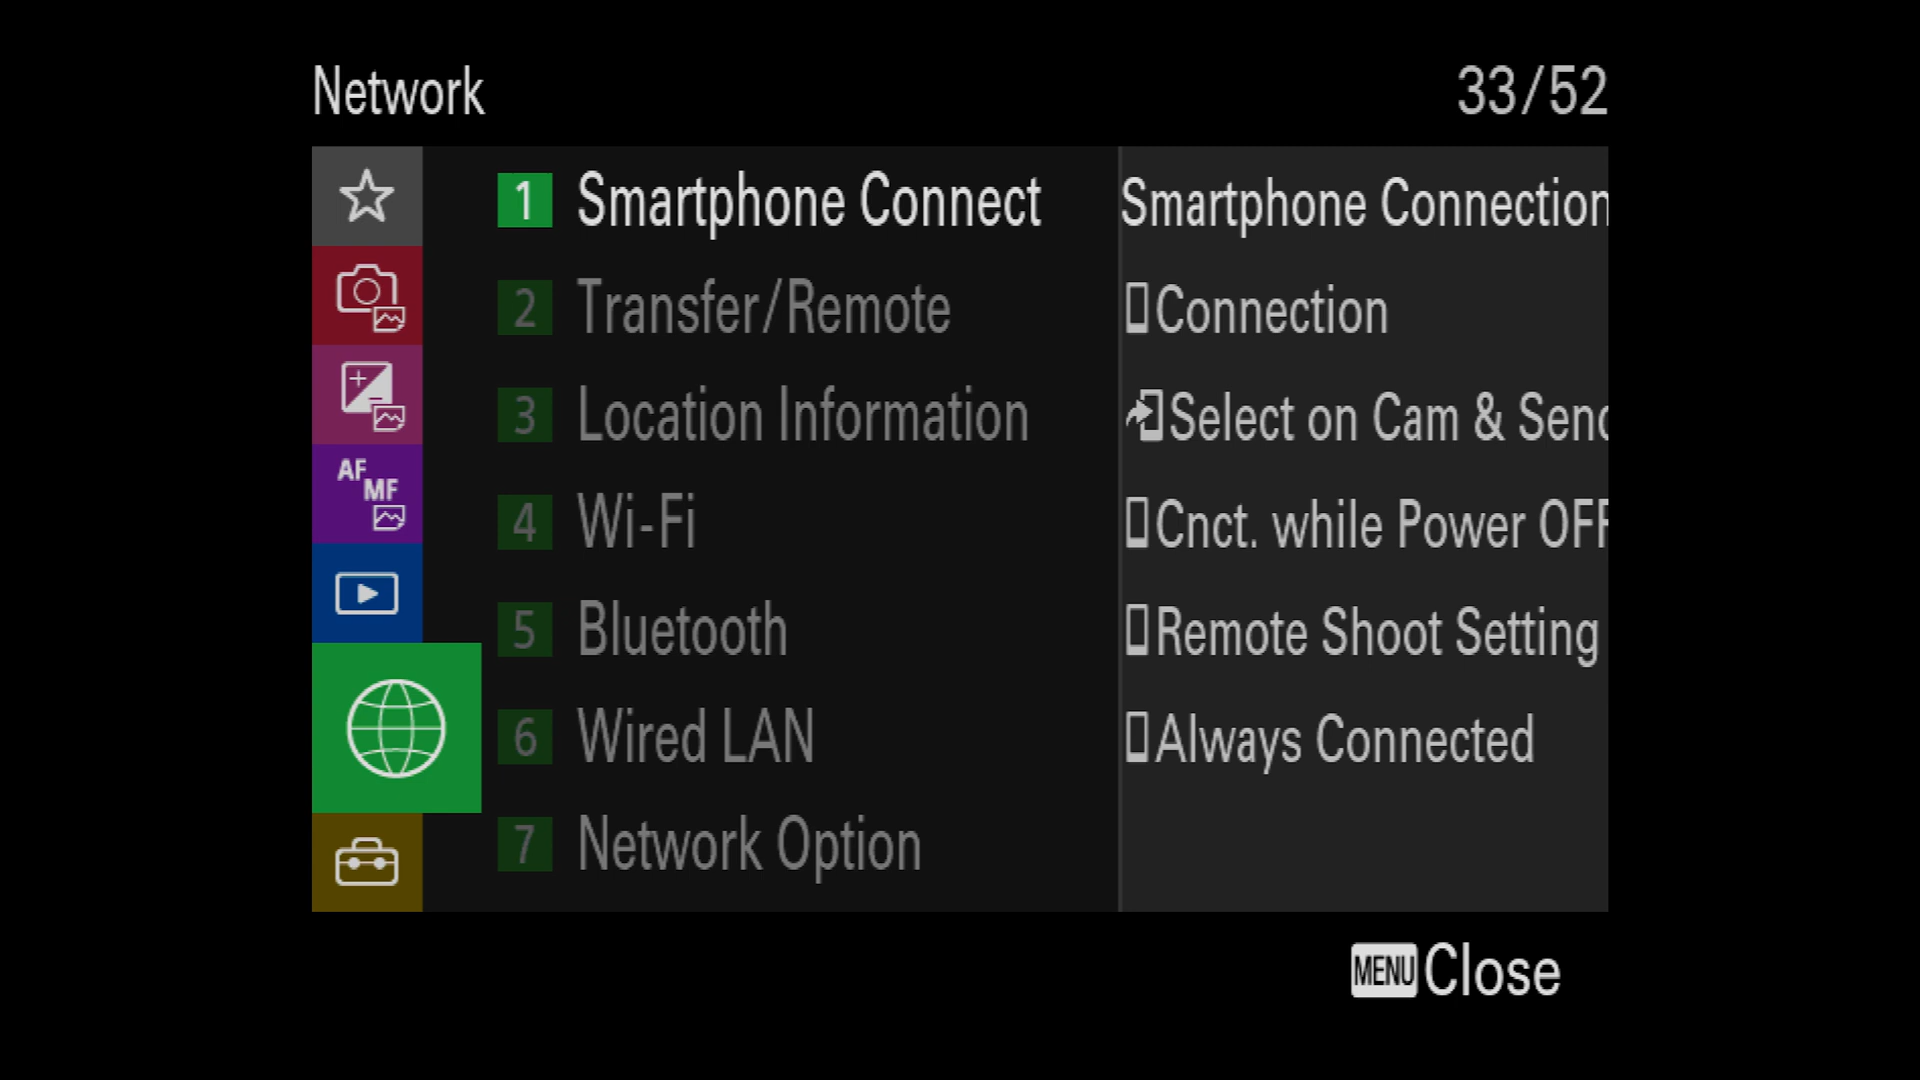 Network
33/52
1 Smartphone Connect
2 Transfer/Remote
3 Location Information
4 Wi-Fi
5 Bluetooth
6 Wired LAN
7 Network Option
AF
MF
Smartphone Connection
Connection
Select on Cam & Send
Cnct. while Power OFF
Remote Shoot Setting
Always Connected
MENU Close